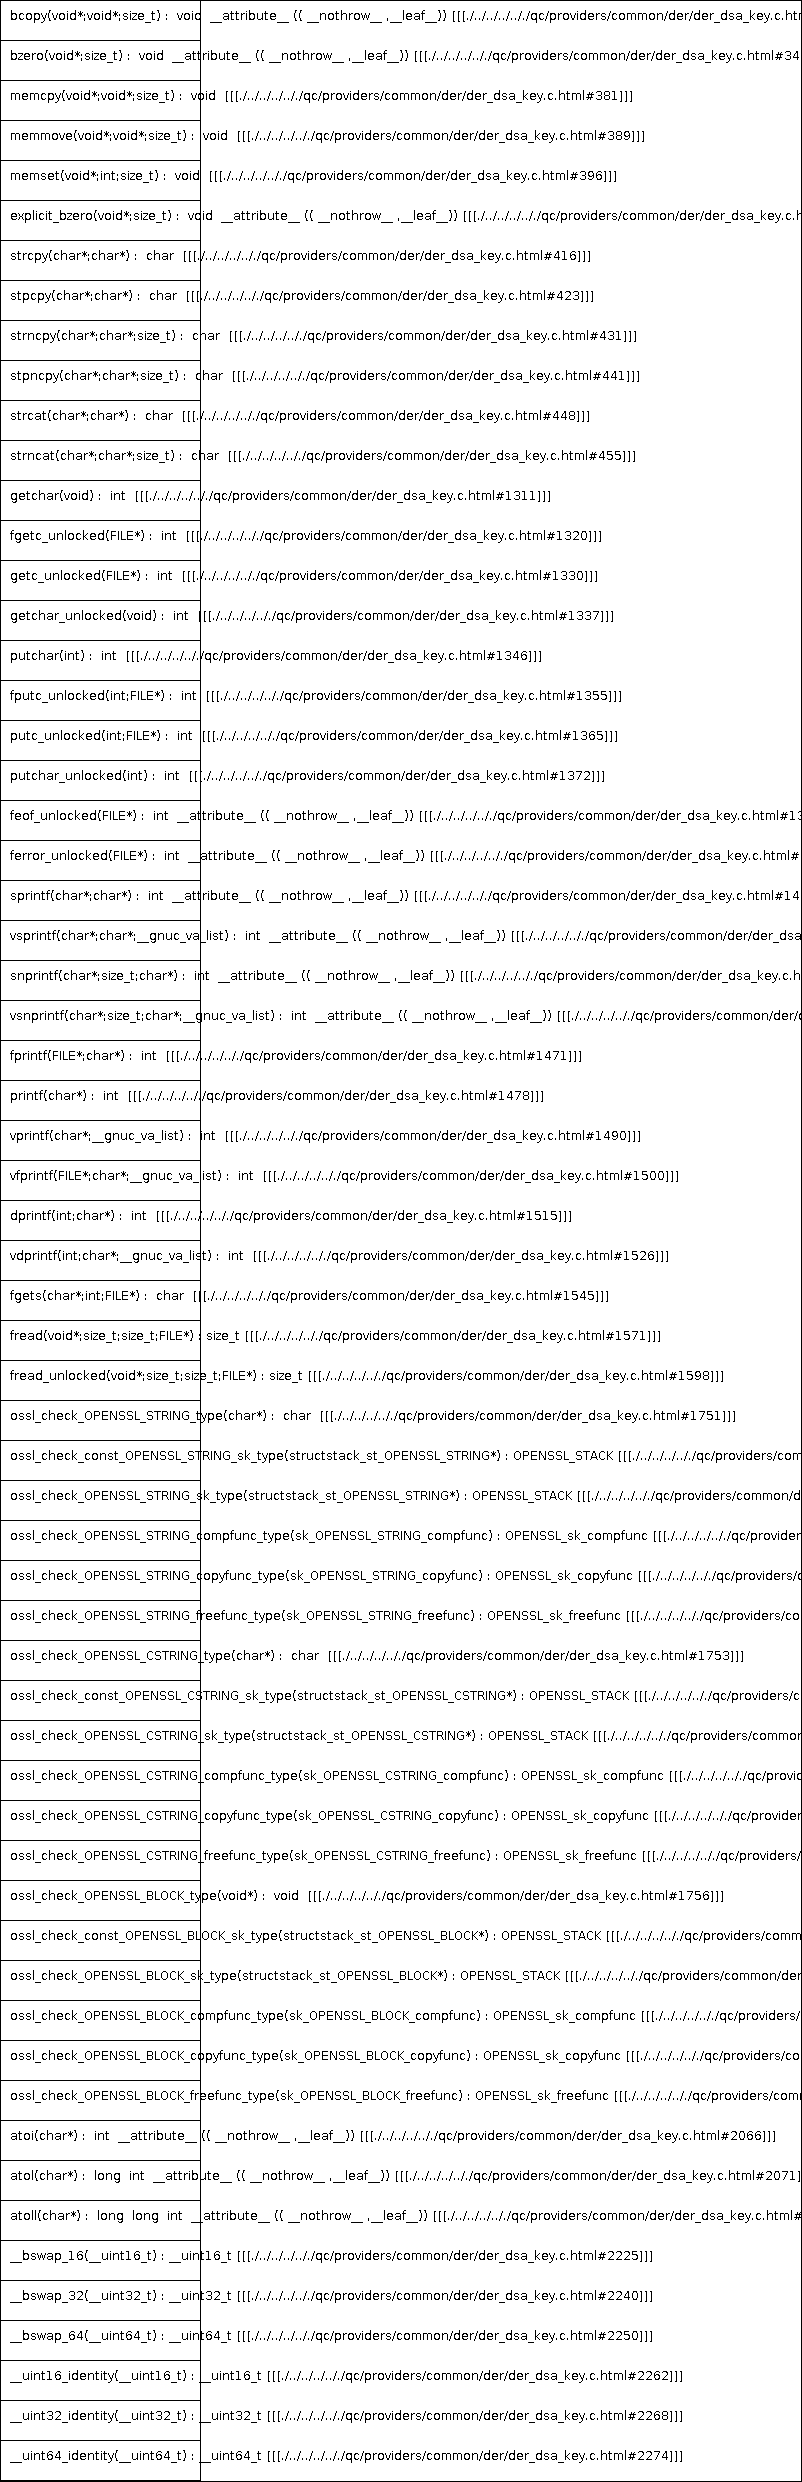 bcopy(void*;void*;size_t) : void __attribute__ (( __nothrow__ ,__leaf__)) [[[./../../../../../qc/providers/common/der/der_dsa_key.c.htm
bzero(void*;size_t) : void __attribute__ (( __nothrow__ ,__leaf__)) [[[./../../../../../qc/providers/common/der/der_dsa_key.c.html#34
memcpy(void*;void*;size_t) : void [[[./../../../../../qc/providers/common/der/der_dsa_key.c.html#381]]]
memmove(void*;void*;size_t) : void [[[./../../../../../qc/providers/common/der/der_dsa_key.c.html#389]]]
memset(void*;int;size_t) : void [[[./../../../../../qc/providers/common/der/der_dsa_key.c.html#396]]]
explicit_bzero(void*;size_t) : void __attribute__ (( __nothrow__ ,__leaf__)) [[[./../../../../../qc/providers/common/der/der_dsa_key.c.h
strcpy(char*;char*) : char [[[./../../../../../qc/providers/common/der/der_dsa_key.c.html#416]]]
stpcpy(char*;char*) : char [[[./../../../../../qc/providers/common/der/der_dsa_key.c.html#423]]]
strncpy(char*;char*;size_t) : char [[[./../../../../../qc/providers/common/der/der_dsa_key.c.html#431]]]
stpncpy(char*;char*;size_t) : char [[[./../../../../../qc/providers/common/der/der_dsa_key.c.html#441]]]
strcat(char*;char*) : char [[[./../../../../../qc/providers/common/der/der_dsa_key.c.html#448]]]
strncat(char*;char*;size_t) : char [[[./../../../../../qc/providers/common/der/der_dsa_key.c.html#455]]]
getchar(void) : int [[[./../../../../../qc/providers/common/der/der_dsa_key.c.html#1311]]]
fgetc_unlocked(FILE*) : int [[[./../../../../../qc/providers/common/der/der_dsa_key.c.html#1320]]]
getc_unlocked(FILE*) : int [[[./../../../../../qc/providers/common/der/der_dsa_key.c.html#1330]]]
getchar_unlocked(void) : int [[[./../../../../../qc/providers/common/der/der_dsa_key.c.html#1337]]]
putchar(int) : int [[[./../../../../../qc/providers/common/der/der_dsa_key.c.html#1346]]]
fputc_unlocked(int;FILE*) : int [[[./../../../../../qc/providers/common/der/der_dsa_key.c.html#1355]]]
putc_unlocked(int;FILE*) : int [[[./../../../../../qc/providers/common/der/der_dsa_key.c.html#1365]]]
putchar_unlocked(int) : int [[[./../../../../../qc/providers/common/der/der_dsa_key.c.html#1372]]]
feof_unlocked(FILE*) : int __attribute__ (( __nothrow__ ,__leaf__)) [[[./../../../../../qc/providers/common/der/der_dsa_key.c.html#13
ferror_unlocked(FILE*) : int __attribute__ (( __nothrow__ ,__leaf__)) [[[./../../../../../qc/providers/common/der/der_dsa_key.c.html#
sprintf(char*;char*) : int __attribute__ (( __nothrow__ ,__leaf__)) [[[./../../../../../qc/providers/common/der/der_dsa_key.c.html#14
vsprintf(char*;char*;__gnuc_va_list) : int __attribute__ (( __nothrow__ ,__leaf__)) [[[./../../../../../qc/providers/common/der/der_dsa
snprintf(char*;size_t;char*) : int __attribute__ (( __nothrow__ ,__leaf__)) [[[./../../../../../qc/providers/common/der/der_dsa_key.c.h
vsnprintf(char*;size_t;char*;__gnuc_va_list) : int __attribute__ (( __nothrow__ ,__leaf__)) [[[./../../../../../qc/providers/common/der/
fprintf(FILE*;char*) : int [[[./../../../../../qc/providers/common/der/der_dsa_key.c.html#1471]]]
printf(char*) : int [[[./../../../../../qc/providers/common/der/der_dsa_key.c.html#1478]]]
vprintf(char*;__gnuc_va_list) : int [[[./../../../../../qc/providers/common/der/der_dsa_key.c.html#1490]]]
vfprintf(FILE*;char*;__gnuc_va_list) : int [[[./../../../../../qc/providers/common/der/der_dsa_key.c.html#1500]]]
dprintf(int;char*) : int [[[./../../../../../qc/providers/common/der/der_dsa_key.c.html#1515]]]
vdprintf(int;char*;__gnuc_va_list) : int [[[./../../../../../qc/providers/common/der/der_dsa_key.c.html#1526]]]
fgets(char*;int;FILE*) : char [[[./../../../../../qc/providers/common/der/der_dsa_key.c.html#1545]]]
fread(void*;size_t;size_t;FILE*) : size_t [[[./../../../../../qc/providers/common/der/der_dsa_key.c.html#1571]]]
fread_unlocked(void*;size_t;size_t;FILE*) : size_t [[[./../../../../../qc/providers/common/der/der_dsa_key.c.html#1598]]]
ossl_check_OPENSSL_STRING_type(char*) : char [[[./../../../../../qc/providers/common/der/der_dsa_key.c.html#1751]]]
ossl_check_const_OPENSSL_STRING_sk_type(structstack_st_OPENSSL_STRING*) : OPENSSL_STACK [[[./../../../../../qc/providers/com
ossl_check_OPENSSL_STRING_sk_type(structstack_st_OPENSSL_STRING*) : OPENSSL_STACK [[[./../../../../../qc/providers/common/d
ossl_check_OPENSSL_STRING_compfunc_type(sk_OPENSSL_STRING_compfunc) : OPENSSL_sk_compfunc [[[./../../../../../qc/provider
ossl_check_OPENSSL_STRING_copyfunc_type(sk_OPENSSL_STRING_copyfunc) : OPENSSL_sk_copyfunc [[[./../../../../../qc/providers/c
ossl_check_OPENSSL_STRING_freefunc_type(sk_OPENSSL_STRING_freefunc) : OPENSSL_sk_freefunc [[[./../../../../../qc/providers/co
ossl_check_OPENSSL_CSTRING_type(char*) : char [[[./../../../../../qc/providers/common/der/der_dsa_key.c.html#1753]]]
ossl_check_const_OPENSSL_CSTRING_sk_type(structstack_st_OPENSSL_CSTRING*) : OPENSSL_STACK [[[./../../../../../qc/providers/c
ossl_check_OPENSSL_CSTRING_sk_type(structstack_st_OPENSSL_CSTRING*) : OPENSSL_STACK [[[./../../../../../qc/providers/common
ossl_check_OPENSSL_CSTRING_compfunc_type(sk_OPENSSL_CSTRING_compfunc) : OPENSSL_sk_compfunc [[[./../../../../../qc/provid
ossl_check_OPENSSL_CSTRING_copyfunc_type(sk_OPENSSL_CSTRING_copyfunc) : OPENSSL_sk_copyfunc [[[./../../../../../qc/provider
ossl_check_OPENSSL_CSTRING_freefunc_type(sk_OPENSSL_CSTRING_freefunc) : OPENSSL_sk_freefunc [[[./../../../../../qc/providers/
ossl_check_OPENSSL_BLOCK_type(void*) : void [[[./../../../../../qc/providers/common/der/der_dsa_key.c.html#1756]]]
ossl_check_const_OPENSSL_BLOCK_sk_type(structstack_st_OPENSSL_BLOCK*) : OPENSSL_STACK [[[./../../../../../qc/providers/comm
ossl_check_OPENSSL_BLOCK_sk_type(structstack_st_OPENSSL_BLOCK*) : OPENSSL_STACK [[[./../../../../../qc/providers/common/der
ossl_check_OPENSSL_BLOCK_compfunc_type(sk_OPENSSL_BLOCK_compfunc) : OPENSSL_sk_compfunc [[[./../../../../../qc/providers/
ossl_check_OPENSSL_BLOCK_copyfunc_type(sk_OPENSSL_BLOCK_copyfunc) : OPENSSL_sk_copyfunc [[[./../../../../../qc/providers/co
ossl_check_OPENSSL_BLOCK_freefunc_type(sk_OPENSSL_BLOCK_freefunc) : OPENSSL_sk_freefunc [[[./../../../../../qc/providers/com
atoi(char*) : int __attribute__ (( __nothrow__ ,__leaf__)) [[[./../../../../../qc/providers/common/der/der_dsa_key.c.html#2066]]]
atol(char*) : long int __attribute__ (( __nothrow__ ,__leaf__)) [[[./../../../../../qc/providers/common/der/der_dsa_key.c.html#2071]
atoll(char*) : long long int __attribute__ (( __nothrow__ ,__leaf__)) [[[./../../../../../qc/providers/common/der/der_dsa_key.c.html#
__bswap_16(__uint16_t) : __uint16_t [[[./../../../../../qc/providers/common/der/der_dsa_key.c.html#2225]]]
__bswap_32(__uint32_t) : __uint32_t [[[./../../../../../qc/providers/common/der/der_dsa_key.c.html#2240]]]
__bswap_64(__uint64_t) : __uint64_t [[[./../../../../../qc/providers/common/der/der_dsa_key.c.html#2250]]]
__uint16_identity(__uint16_t) : __uint16_t [[[./../../../../../qc/providers/common/der/der_dsa_key.c.html#2262]]]
__uint32_identity(__uint32_t) : __uint32_t [[[./../../../../../qc/providers/common/der/der_dsa_key.c.html#2268]]]
__uint64_identity(__uint64_t) : __uint64_t [[[./../../../../../qc/providers/common/der/der_dsa_key.c.html#2274]]]